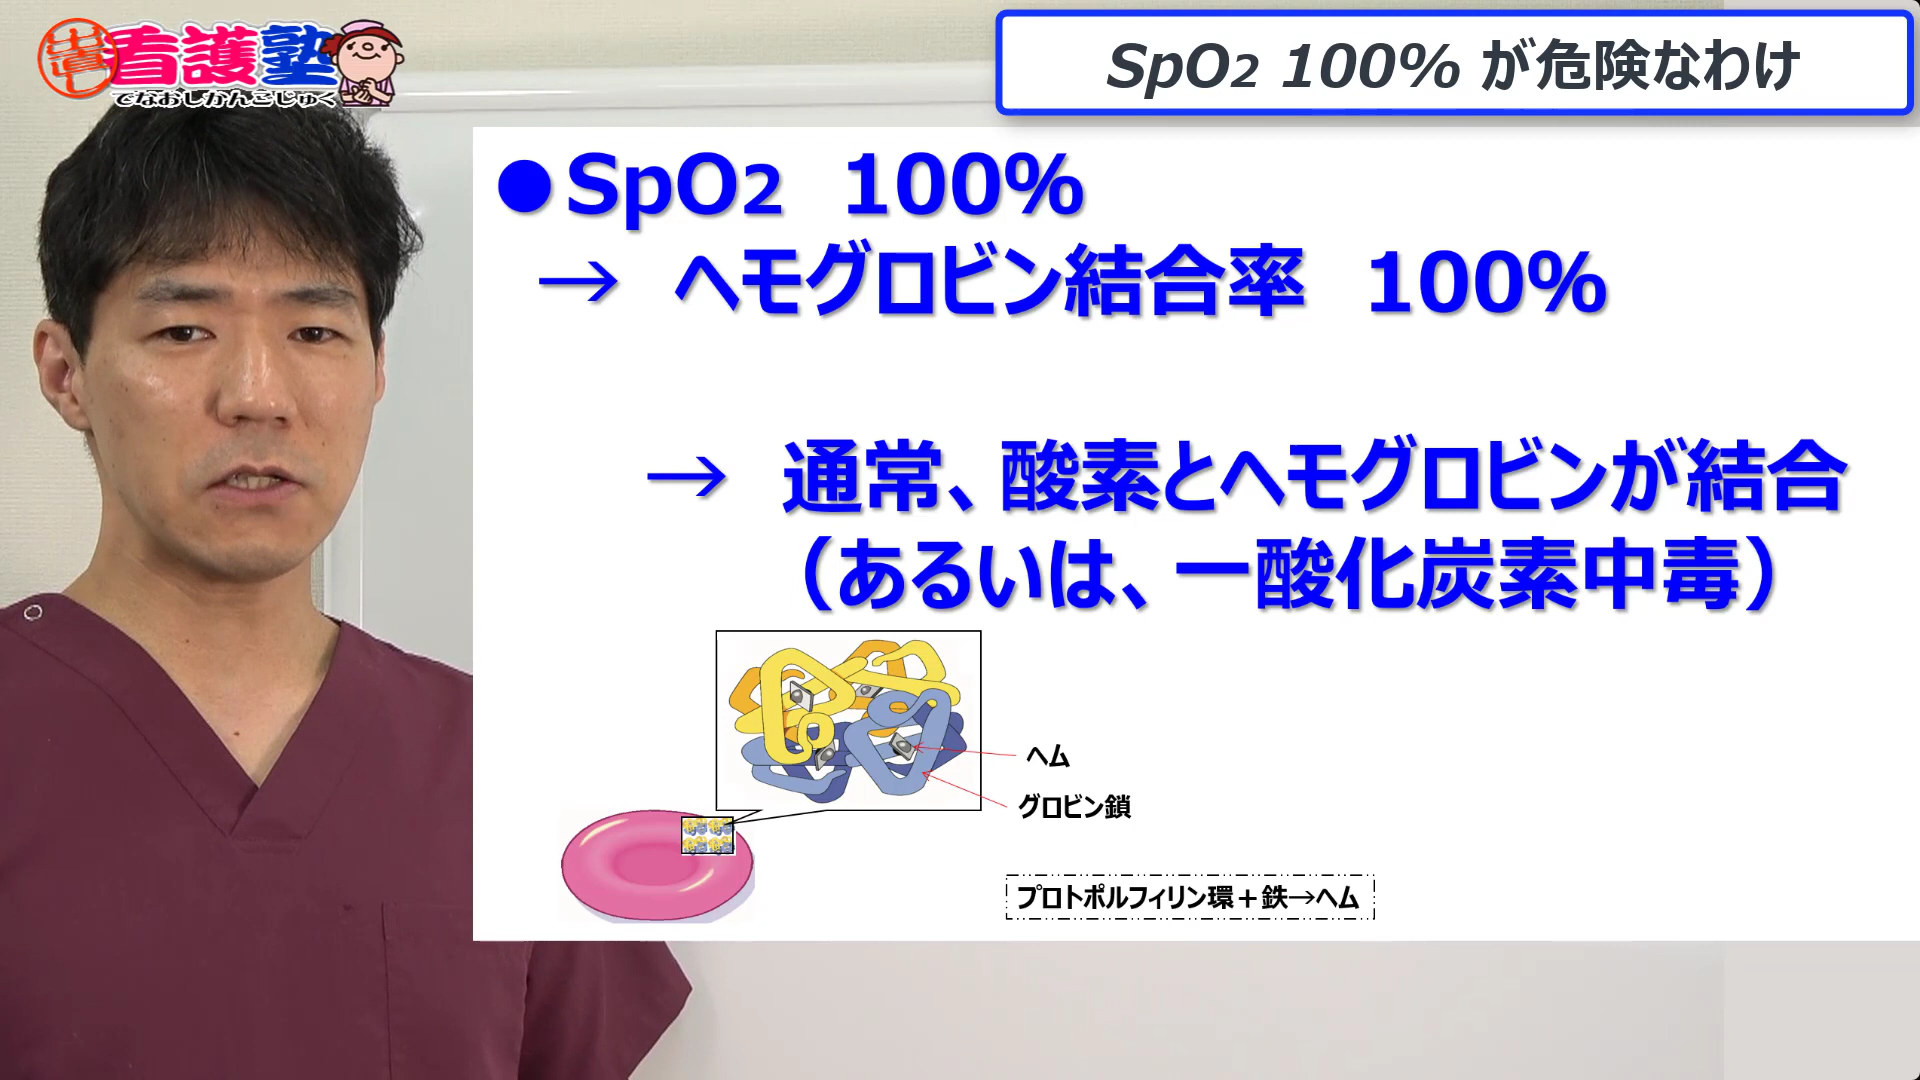 出直し看護塾
でなおしかんごじゅく
SpO2 100% が危険なわけ
●SpO2 100%
→ ヘモグロビン結合率 100%
→ 通常、酸素とヘモグロビンが結合
（あるいは、一酸化炭素中毒）
ヘム
グロビン鎖
プロトポルフィリン環＋鉄→ヘム